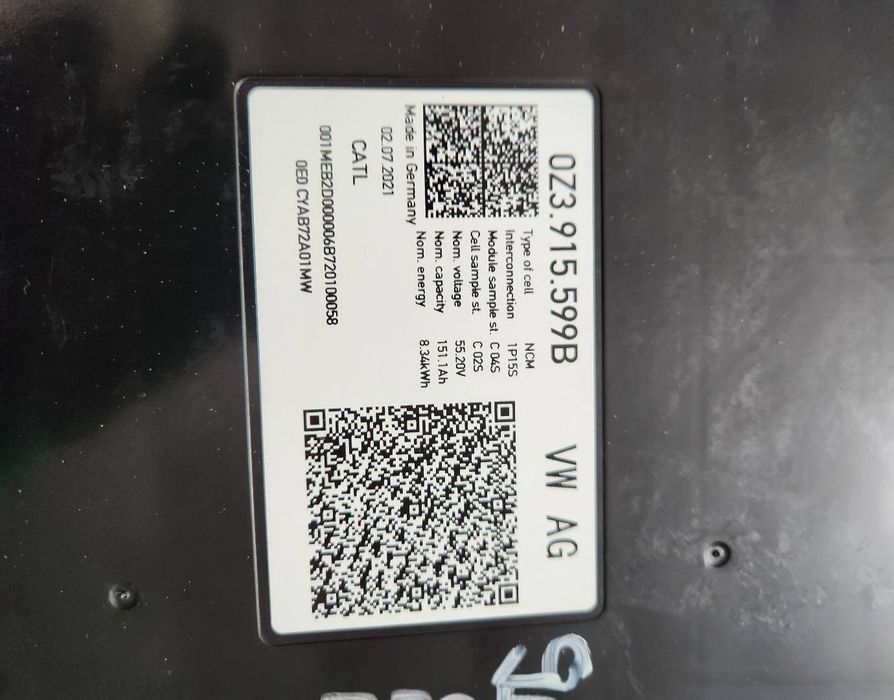 0Z3.915.599B VW AG
Type of cell NCM
Interconnection 1P15S
Module sample st. C 04S
Cell sample st. C 02S
Nom. voltage 55.20V
Nom. capacity 151.1Ah
Nom. energy 8.34kWh
Made in Germany
02.07 2021
CATL
001MEB2D000006B720100058
0E0 CYAB72A01MW